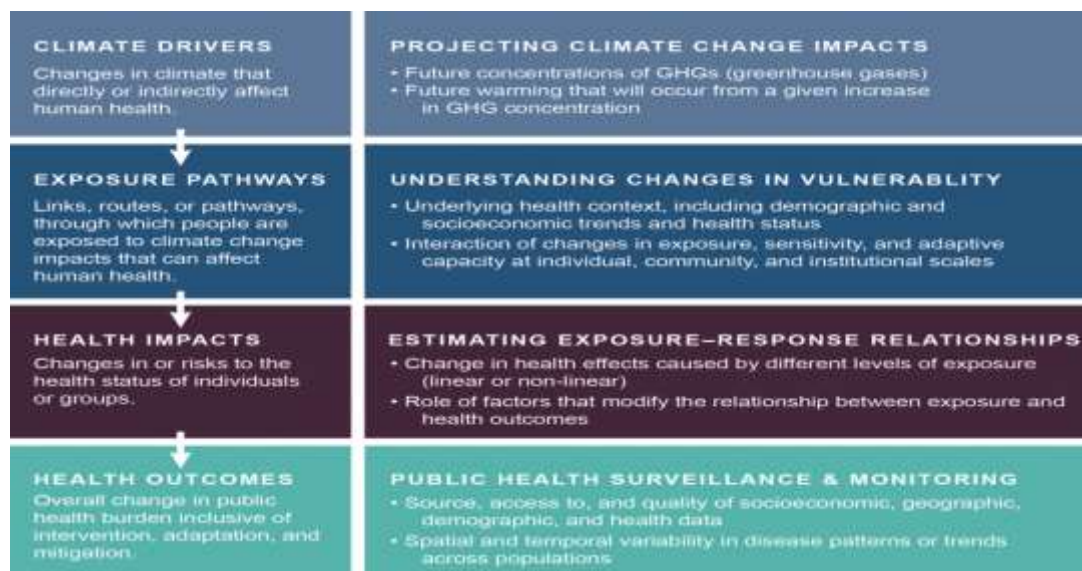 CLIMATE DRIVERS
Changes in climate that
directly or indirectly affect
human health.
PROJECTING CLIMATE CHANGE IMPACTS
• Future concentrations of GHGs (greenhouse gases)
• Future warming that will occur from a given increase
in GHG concentration
EXPOSURE PATHWAYS
Links, routes, or pathways,
through which people are
exposed to climate change
impacts that can affect
human health.
UNDERSTANDING CHANGES IN VULNERABLITY
• Underlying health context, including demographic and
socioeconomic trends and health status
• Interaction of changes in exposure, sensitivity, and adaptive
capacity at individual, community, and institutional scales
HEALTH IMPACTS
Changes in or risks to the
health status of individuals
or groups.
ESTIMATING EXPOSURE–RESPONSE RELATIONSHIPS
• Change in health effects caused by different levels of exposure
(linear or non-linear)
• Role of factors that modify the relationship between exposure and
health outcomes
HEALTH OUTCOMES
Overall change in public
health burden inclusive of
intervention, adaptation, and
mitigation.
PUBLIC HEALTH SURVEILLANCE & MONITORING
• Source, access to, and quality of socioeconomic, geographic,
demographic, and health data
• Spatial and temporal variability in disease patterns or trends
across populations